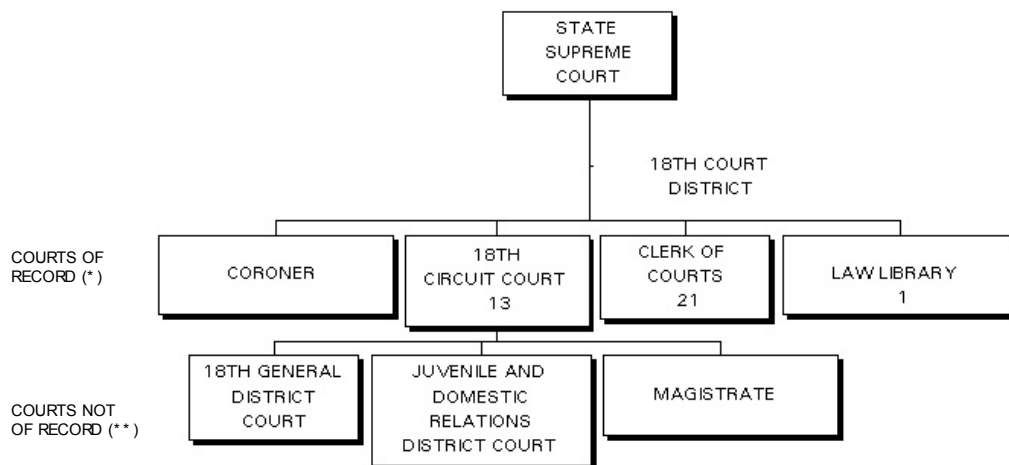 STATE
SUPREME
COURT
18TH COURT
DISTRICT
COURTS OF
RECORD (*)
CORONER
18TH
CIRCUIT COURT
13
CLERK OF
COURTS
21
LAW LIBRARY
1
COURTS NOT
OF RECORD (**)
18TH GENERAL
DISTRICT
COURT
JUVENILE AND
DOMESTIC
RELATIONS
DISTRICT COURT
MAGISTRATE